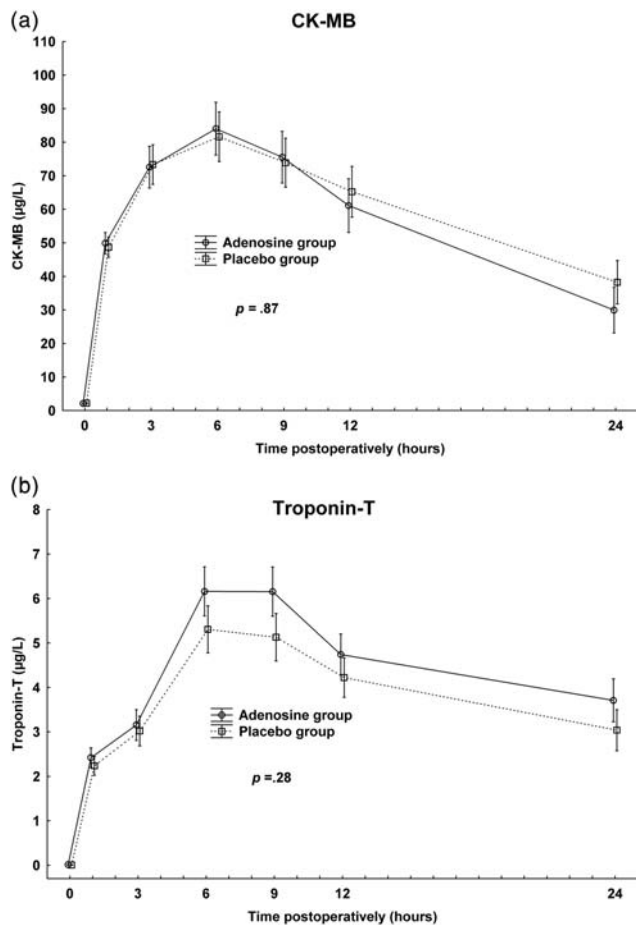 (a)
CK-MB
110
100
90
80
70
60
50
40
30
20
10
0
CK-MB (µg/L)
Adenosine group
Placebo group
p = .87
0 3 6 9 12 24
Time postoperatively (hours)
(b)
Troponin-T
8
7
6
5
4
3
2
1
0
Troponin-T (µg/L)
Adenosine group
Placebo group
p =.28
0 3 6 9 12 24
Time postoperatively (hours)